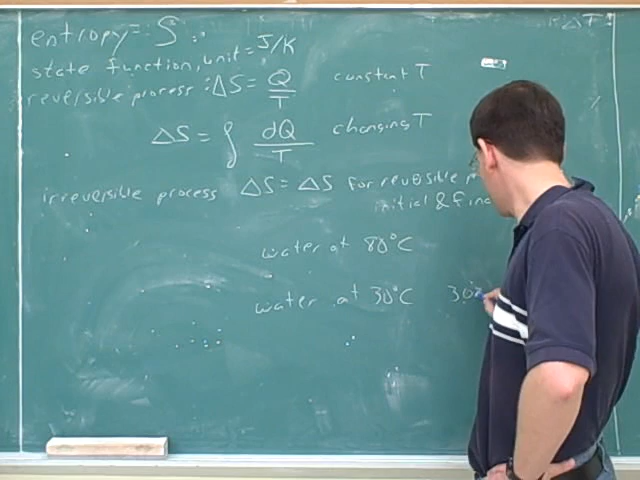 entropy = S
state function, unit = J/K
reversible process: ΔS = Q/T constant T
ΔS = ∫ dQ/T changing T
irreversible process ΔS = ΔS for reversible
initial &
water at 80°C
water at 30°C 30
ΔT